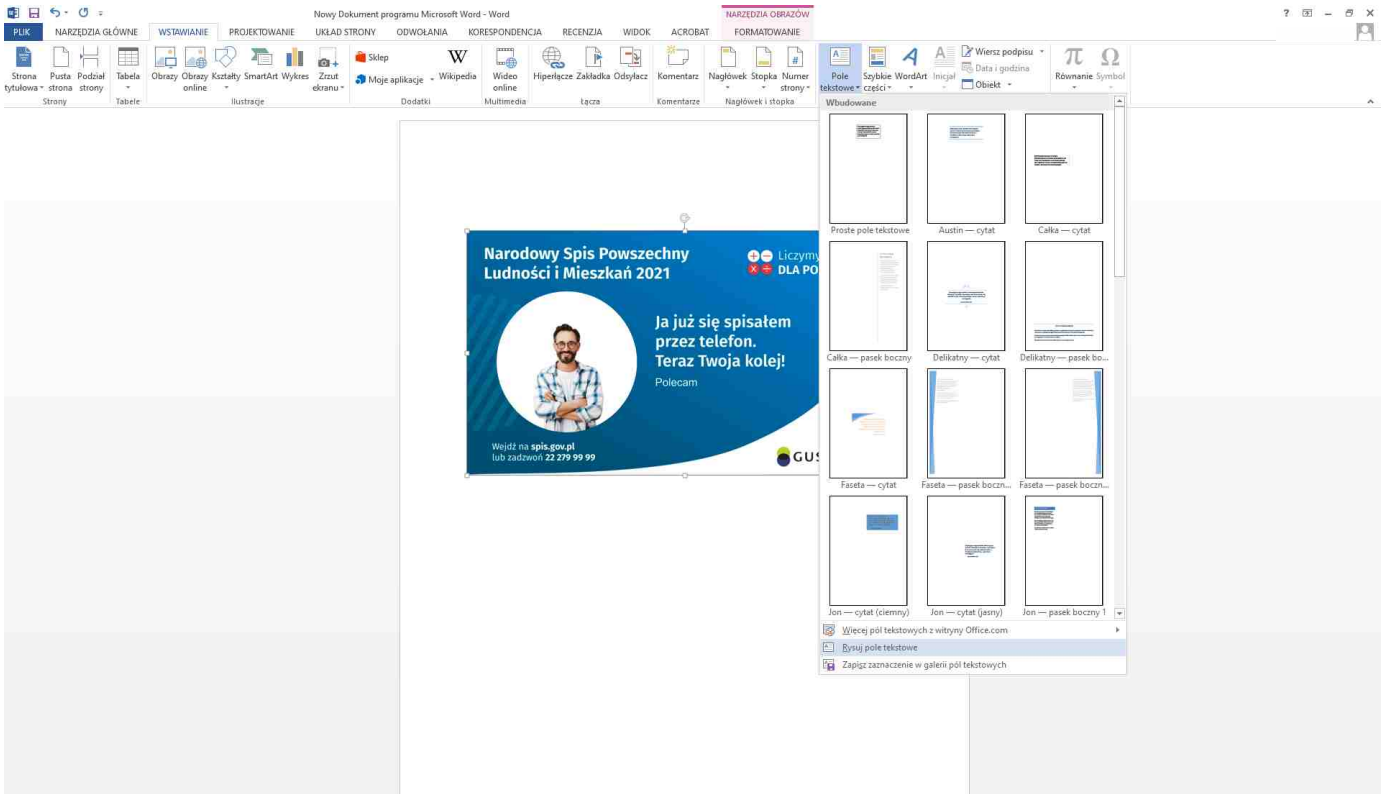 Nowy Dokument programu Microsoft Word - Word
NARZĘDZIA OBRAZÓW
?
PLIK NARZĘDZIA GŁÓWNE WSTAWIANIE PROJEKTOWANIE UKŁAD STRONY ODWOŁANIA KORESPONDENCJA RECENZJA WIDOK ACROBAT FORMATOWANIE
Strona tytułowa
Pusta strona
Podział strony
Strony
Tabela
Tabele
Obrazy
Obrazy online
Kształty
SmartArt
Wykres
Zrzut ekranu
Ilustracje
Sklep
Moje aplikacje
W
Wikipedia
Dodatki
Wideo online
Multimedia
Hiperłącze
Zakładka
Odsyłacz
Łącza
Komentarz
Komentarze
Nagłówek
Stopka
Numer strony
Nagłówek i stopka
Pole tekstowe
Szybkie części
WordArt
Inicjał
Wiersz podpisu
Data i godzina
Obiekt
Równanie
Symbol
Wbudowane
Proste pole tekstowe
Austin — cytat
Całka — cytat
Całka — pasek boczny
Delikatny — cytat
Delikatny — pasek bo...
Faseta — cytat
Faseta — pasek boczn...
Faseta — pasek boczn...
Jon — cytat (ciemny)
Jon — cytat (jasny)
Jon — pasek boczny 1
Więcej pól tekstowych z witryny Office.com
Rysuj pole tekstowe
Zapisz zaznaczenie w galerii pól tekstowych
Narodowy Spis Powszechny
Ludności i Mieszkań 2021
Liczymy
DLA PO
Ja już się spisałem
przez telefon.
Teraz Twoja kolej!
Polecam
Wejdź na spis.gov.pl
lub zadzwoń 22 279 99 99
GUS